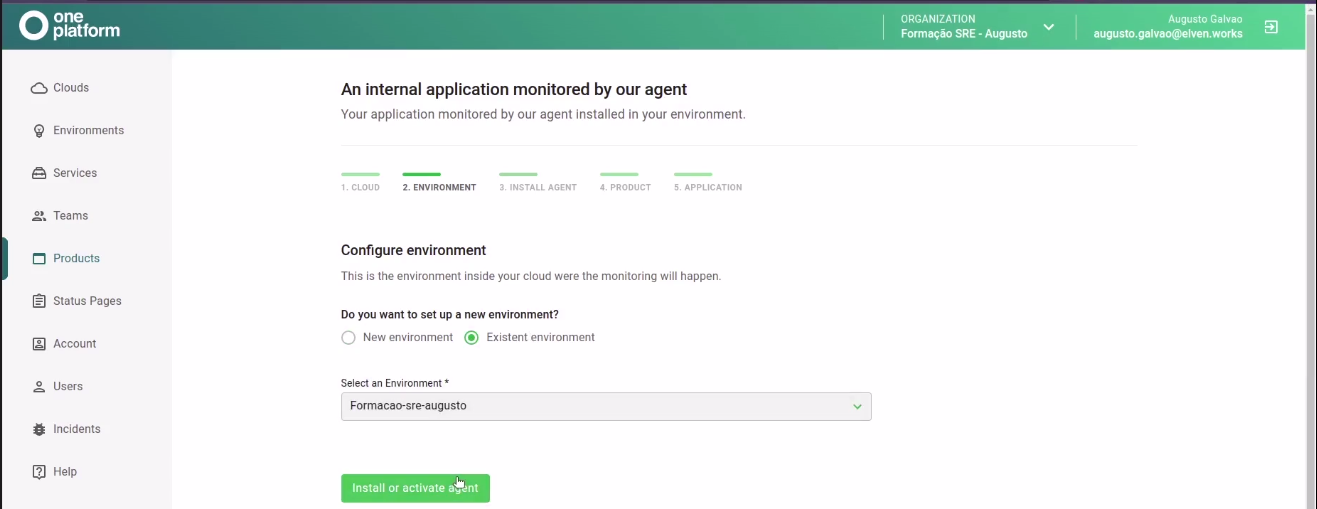 one
platform
ORGANIZATION
Formação SRE - Augusto
Augusto Galvao
augusto.galvao@elven.works
Clouds
Environments
Services
Teams
Products
Status Pages
Account
Users
Incidents
Help
An internal application monitored by our agent
Your application monitored by our agent installed in your environment.
1. CLOUD
2. ENVIRONMENT
3. INSTALL AGENT
4. PRODUCT
5. APPLICATION
Configure environment
This is the environment inside your cloud were the monitoring will happen.
Do you want to set up a new environment?
New environment
Existent environment
Select an Environment *
Formacao-sre-augusto
Install or activate agent